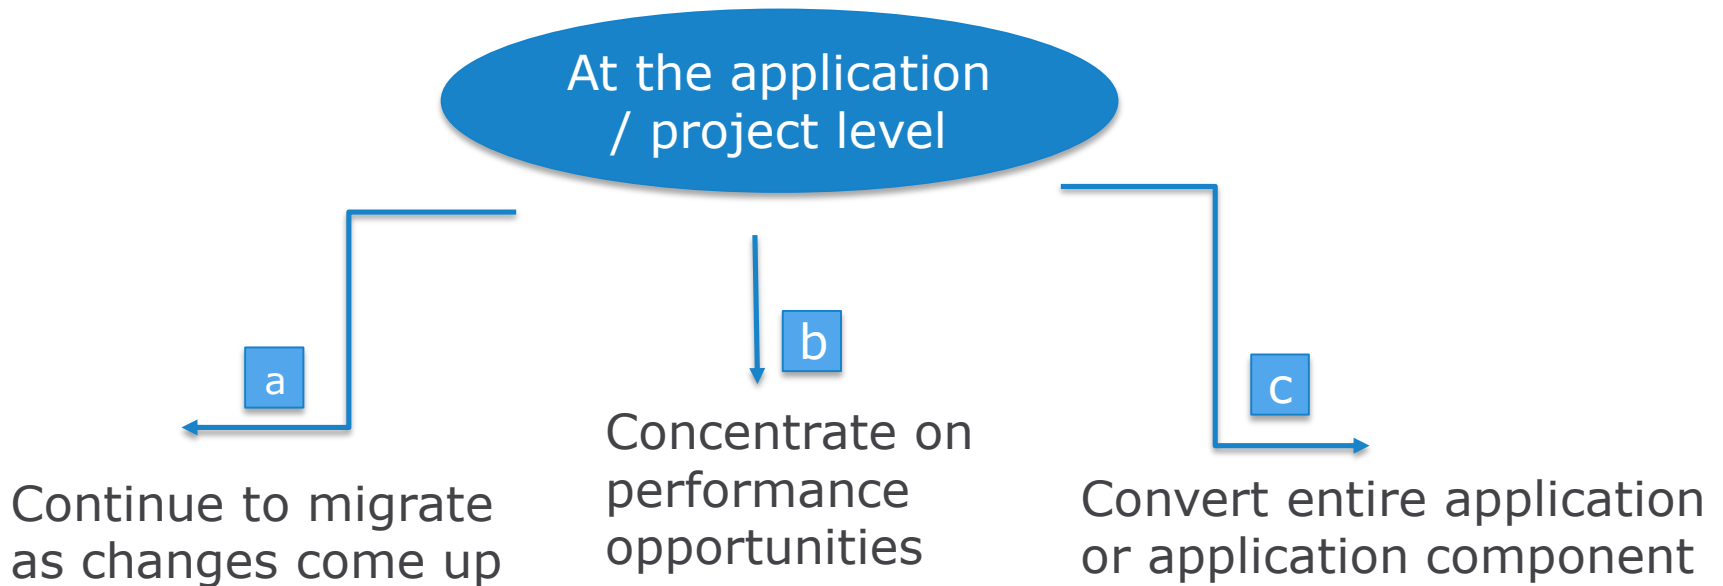 At the application
/ project level
a
Continue to migrate
as changes come up
b
Concentrate on
performance
opportunities
c
Convert entire application
or application component